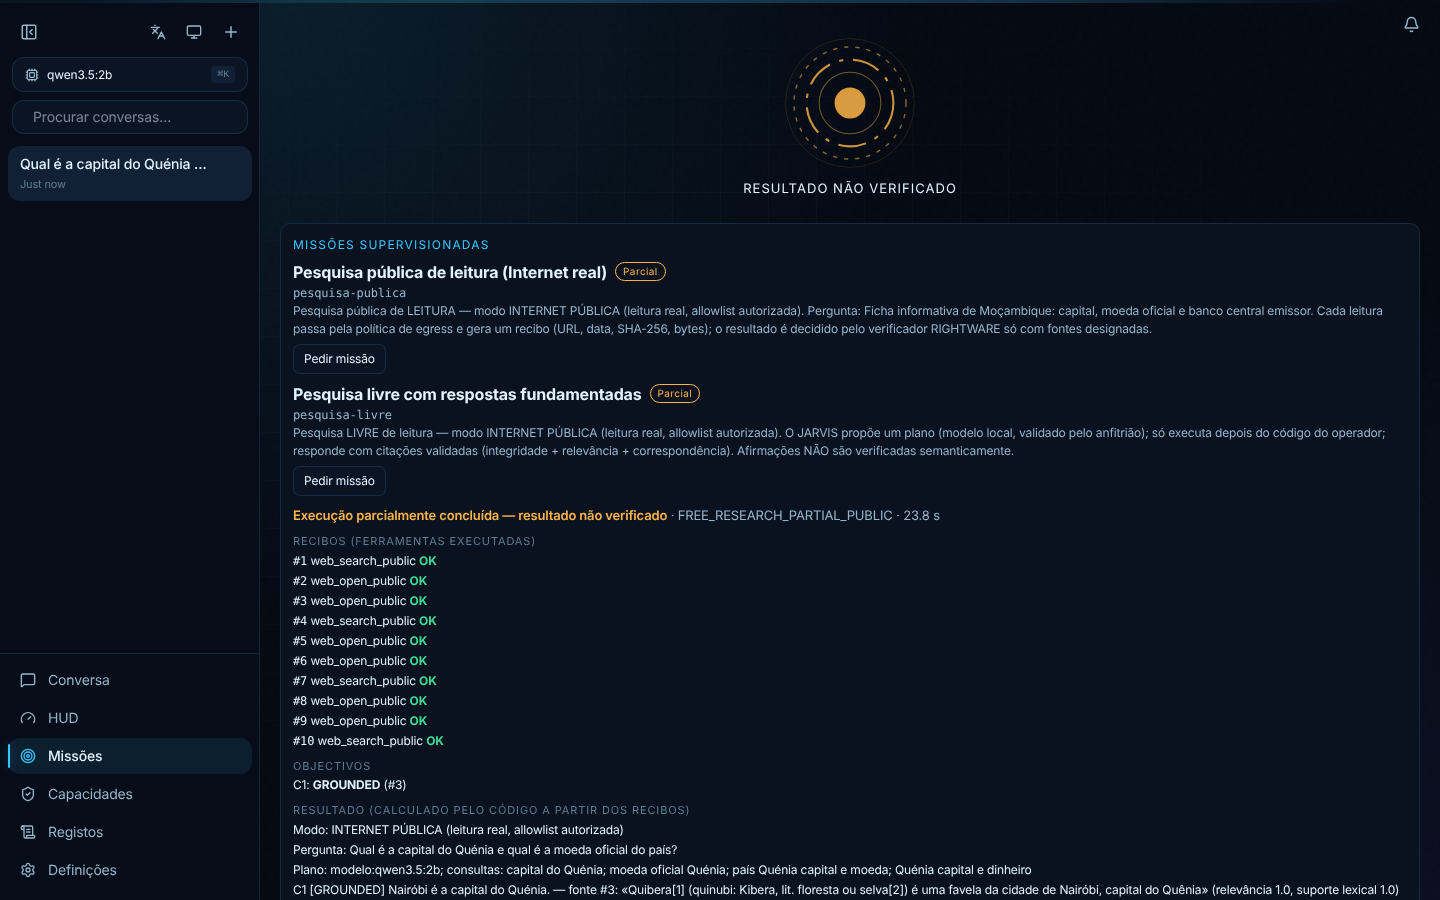 qwen3.5:2b
⌘K
Procurar conversas...
Qual é a capital do Quénia ...
Just now
Conversa
HUD
Missões
Capacidades
Registos
Definições
RESULTADO NÃO VERIFICADO
MISSÕES SUPERVISIONADAS
Pesquisa pública de leitura (Internet real) Parcial
pesquisa-publica
Pesquisa pública de LEITURA — modo INTERNET PÚBLICA (leitura real, allowlist autorizada). Pergunta: Ficha informativa de Moçambique: capital, moeda oficial e banco central emissor. Cada leitura
passa pela política de egress e gera um recibo (URL, data, SHA-256, bytes); o resultado é decidido pelo verificador RIGHTWARE só com fontes designadas.
Pedir missão
Pesquisa livre com respostas fundamentadas Parcial
pesquisa-livre
Pesquisa LIVRE de leitura — modo INTERNET PÚBLICA (leitura real, allowlist autorizada). O JARVIS propõe um plano (modelo local, validado pelo anfitrião); só executa depois do código do operador;
responde com citações validadas (integridade + relevância + correspondência). Afirmações NÃO são verificadas semanticamente.
Pedir missão
Execução parcialmente concluída — resultado não verificado · FREE_RESEARCH_PARTIAL_PUBLIC · 23.8 s
RECIBOS (FERRAMENTAS EXECUTADAS)
#1 web_search_public OK
#2 web_open_public OK
#3 web_open_public OK
#4 web_search_public OK
#5 web_open_public OK
#6 web_open_public OK
#7 web_search_public OK
#8 web_open_public OK
#9 web_open_public OK
#10 web_search_public OK
OBJECTIVOS
C1: GROUNDED (#3)
RESULTADO (CALCULADO PELO CÓDIGO A PARTIR DOS RECIBOS)
Modo: INTERNET PÚBLICA (leitura real, allowlist autorizada)
Pergunta: Qual é a capital do Quénia e qual é a moeda oficial do país?
Plano: modelo:qwen3.5:2b; consultas: capital do Quénia; moeda oficial Quénia; país Quénia capital e moeda; Quénia capital e dinheiro
C1 [GROUNDED] Nairóbi é a capital do Quénia. — fonte #3: «Quibera[1] (quinubi: Kibera, lit. floresta ou selva[2]) é uma favela da cidade de Nairóbi, capital do Quênia» (relevância 1.0, suporte lexical 1.0)